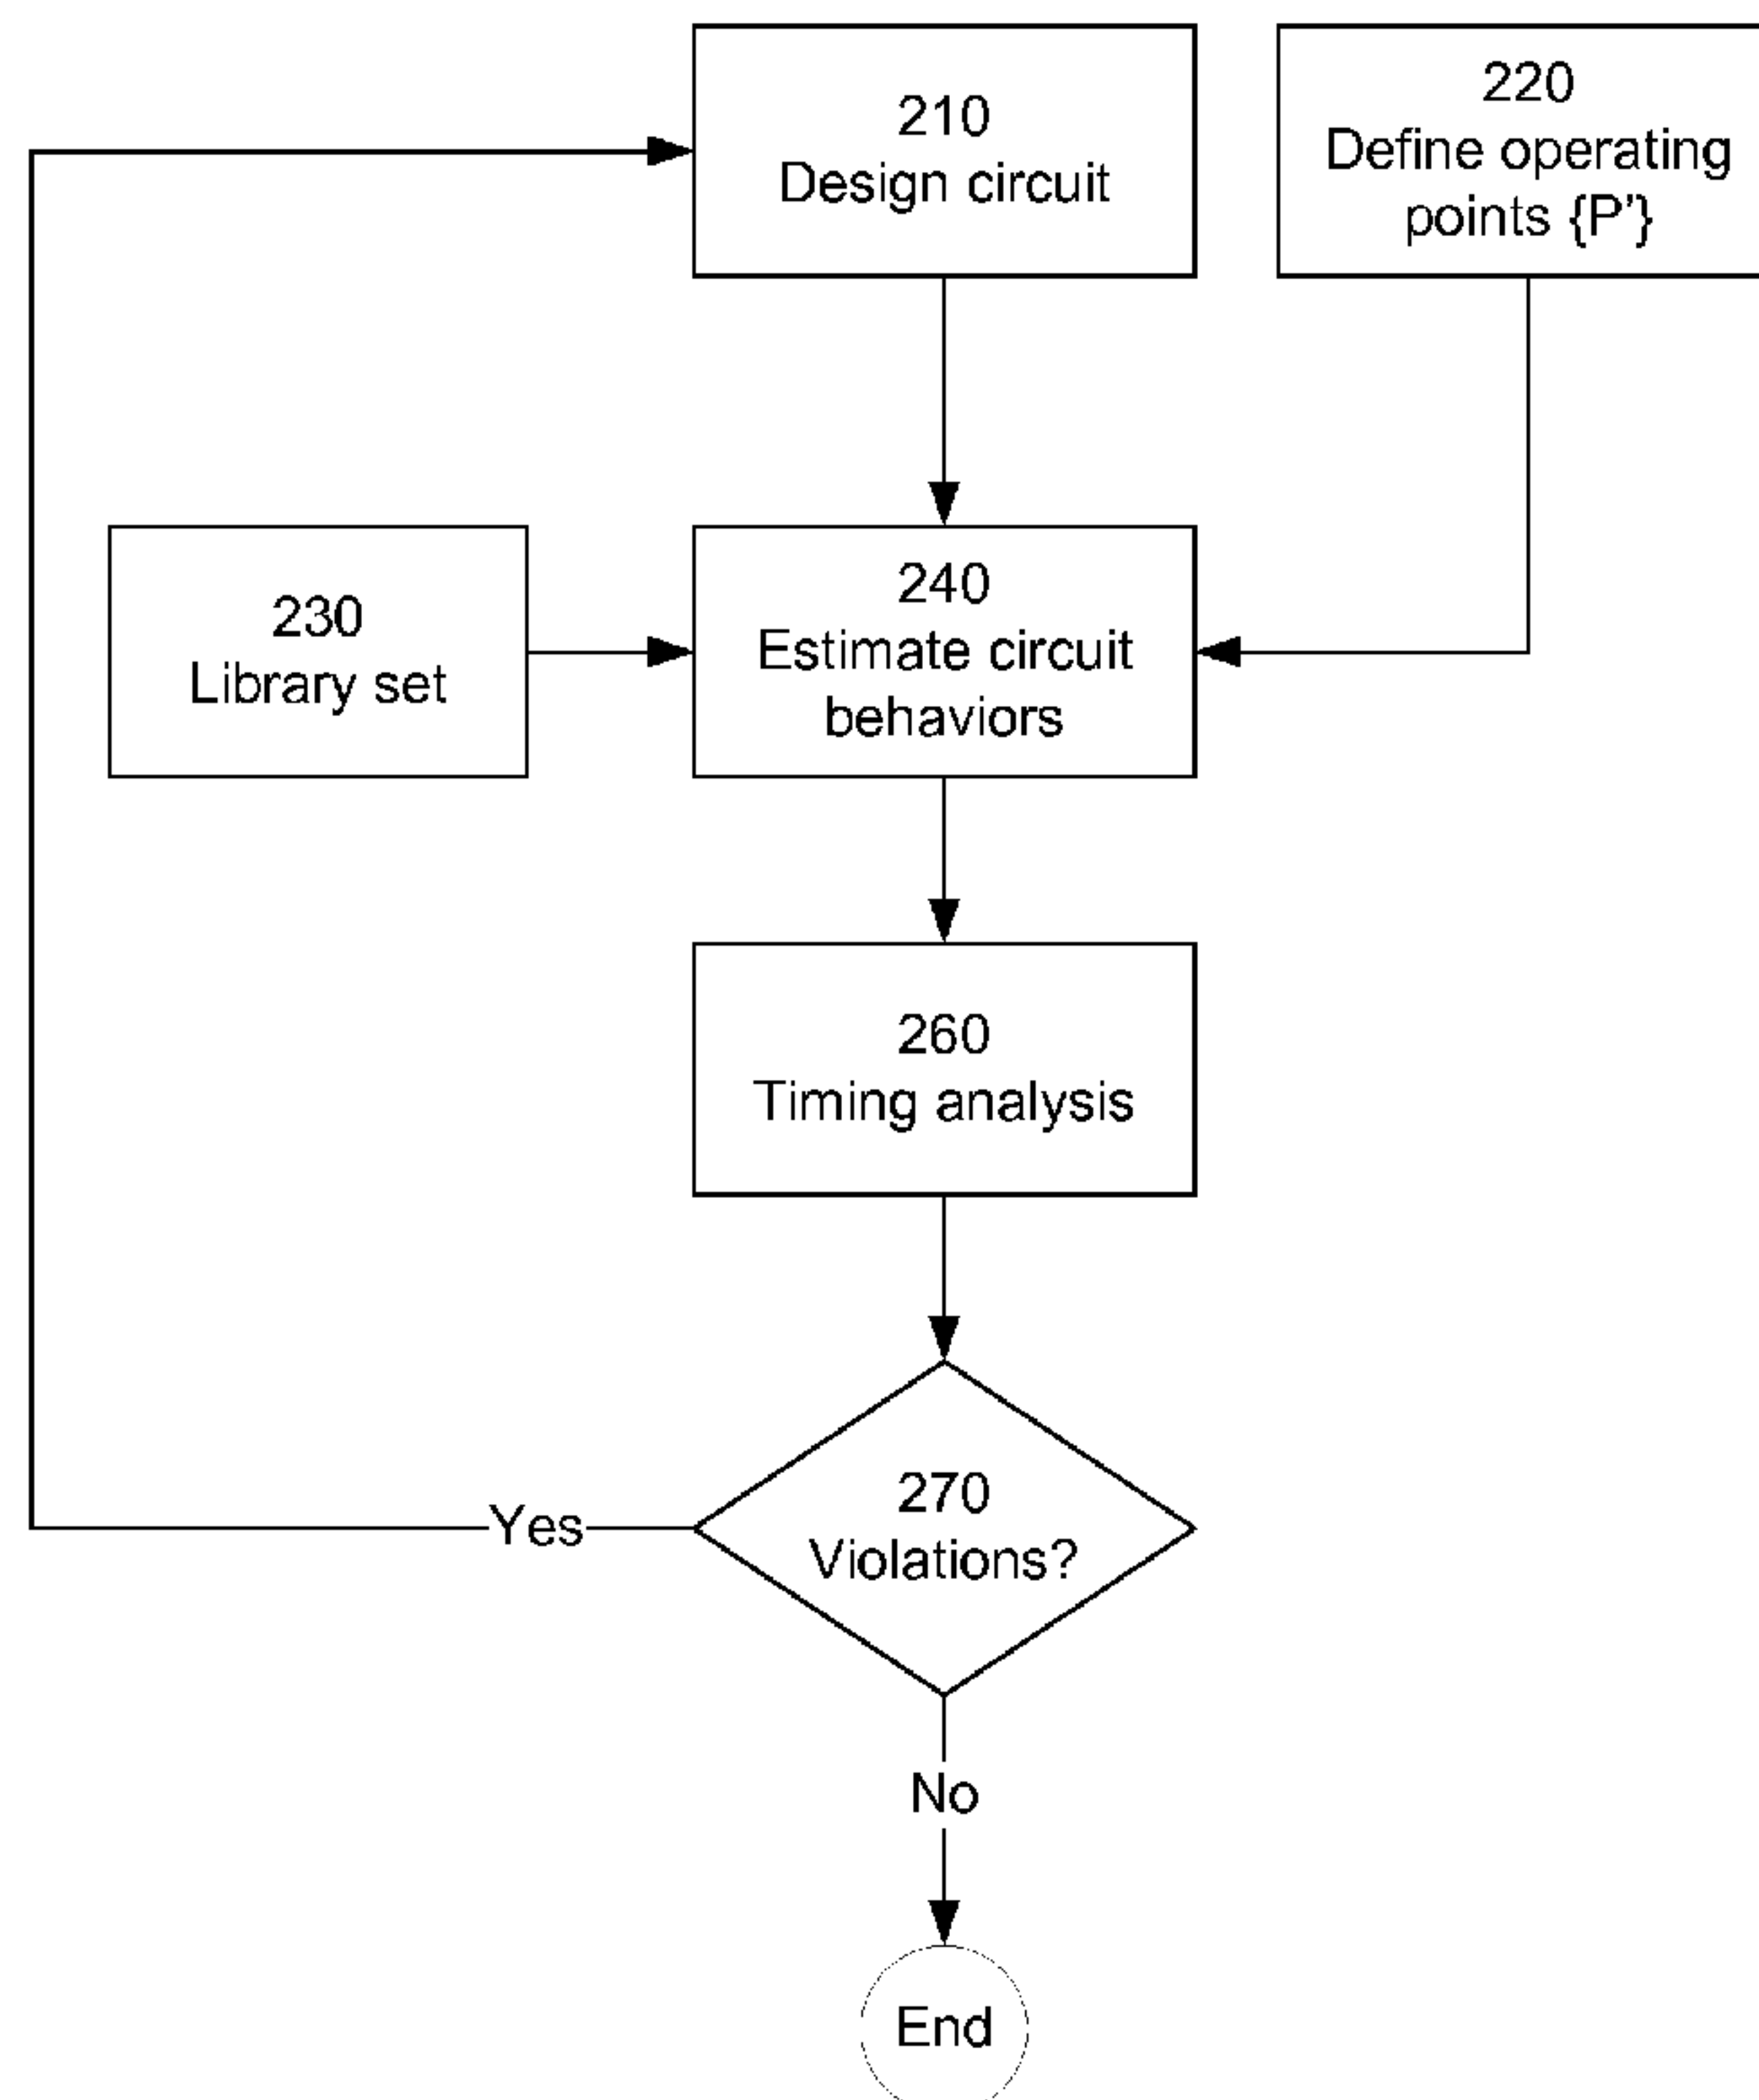 210
Design circuit
220
Define operating
points {P’}
230
Library set
240
Estimate circuit
behaviors
260
Timing analysis
270
Violations?
Yes
No
End